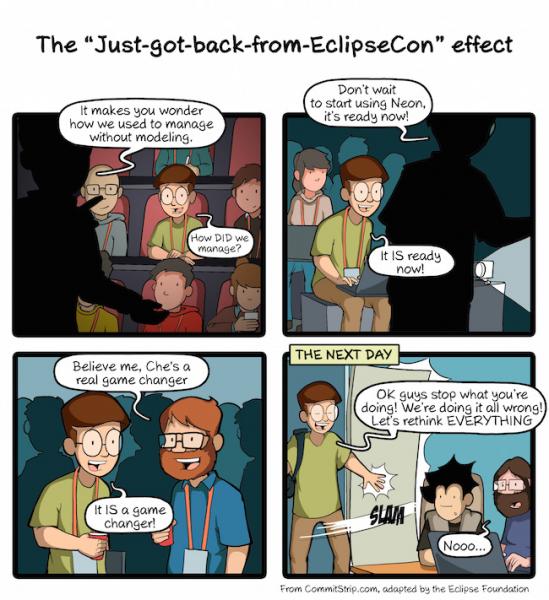 The “Just-got-back-from-EclipseCon” effect
It makes you wonder
how we used to manage
without modeling.
How DID we
manage?
Don't wait
to start using Neon,
it's ready now!
It IS ready
now!
Believe me, Che's a
real game changer
It IS a game
changer!
THE NEXT DAY
OK guys stop what you're
doing! We're doing it all wrong!
Let's rethink EVERYTHING
SLAM
Nooo...
From CommitStrip.com, adapted by the Eclipse Foundation